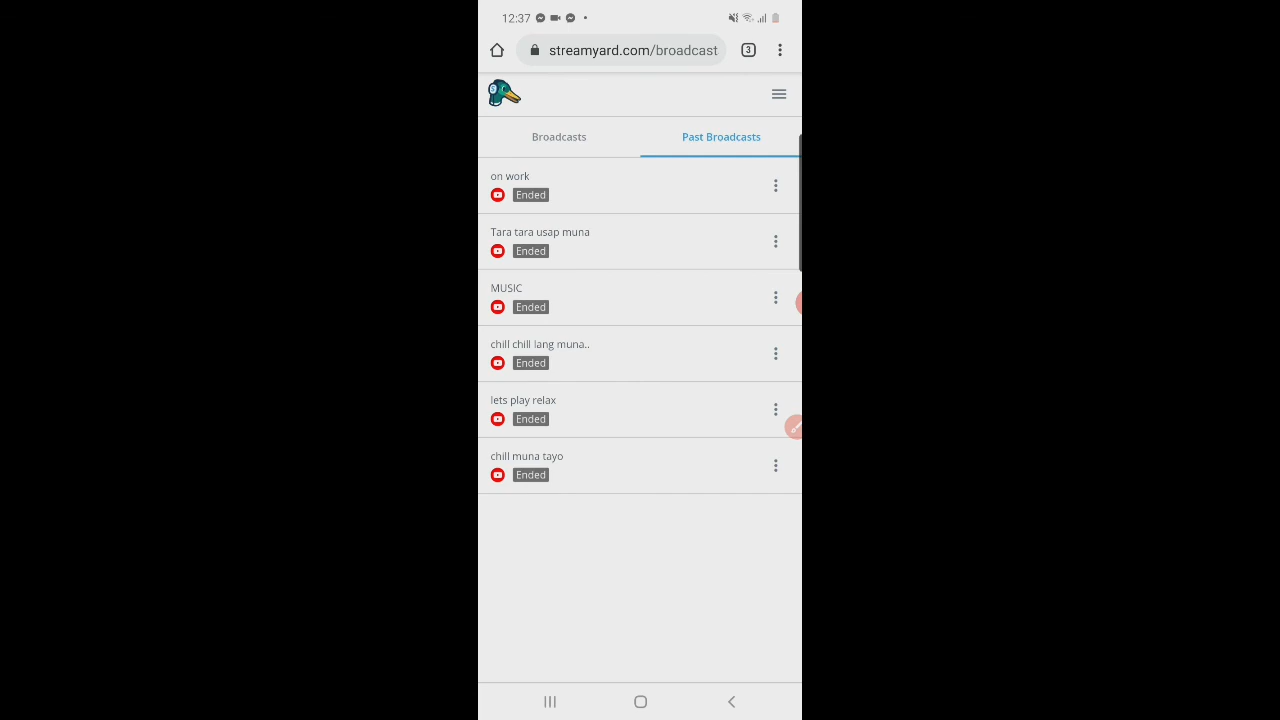 12:37
streamyard.com/broadcast
3
Broadcasts
Past Broadcasts
on work
Ended
Tara tara usap muna
Ended
MUSIC
Ended
chill chill lang muna..
Ended
lets play relax
Ended
chill muna tayo
Ended